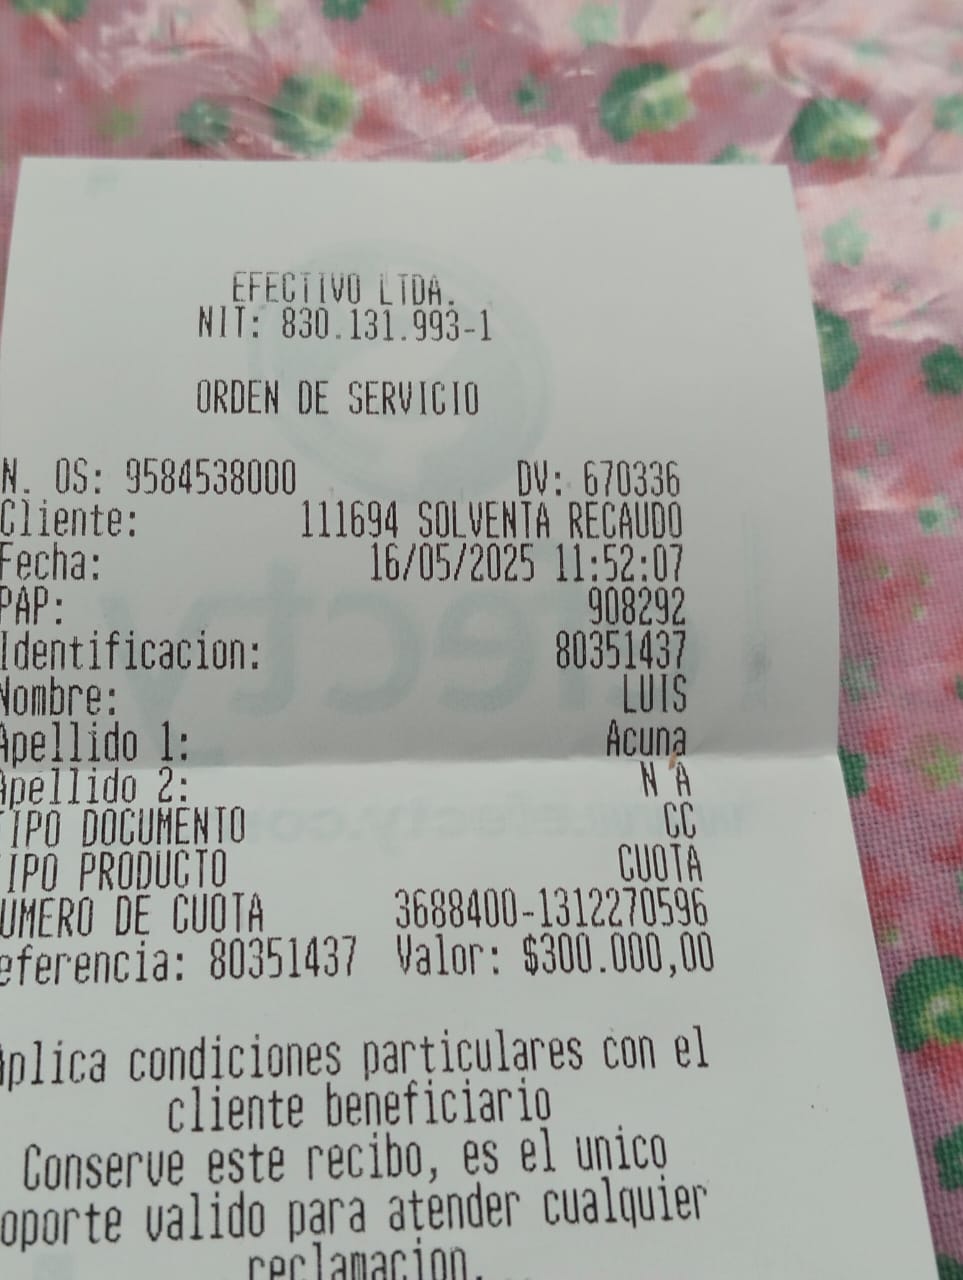 EFECTIVO LTDA.
NIT: 830.131.993-1
ORDEN DE SERVICIO
N. OS: 9584538000 DV: 670336
Cliente: 111694 SOLVENTA RECAUDO
Fecha: 16/05/2025 11:52:07
PAP: 908292
Identificacion: 80351437
Nombre: LUIS
Apellido 1: Acuna
Apellido 2: N A
TIPO DOCUMENTO CC
TIPO PRODUCTO CUOTA
UMERO DE CUOTA 3688400-1312270596
eferencia: 80351437 Valor: $300.000,00
Aplica condiciones particulares con el
cliente beneficiario
Conserve este recibo, es el unico
oporte valido para atender cualquier
reclamacion.